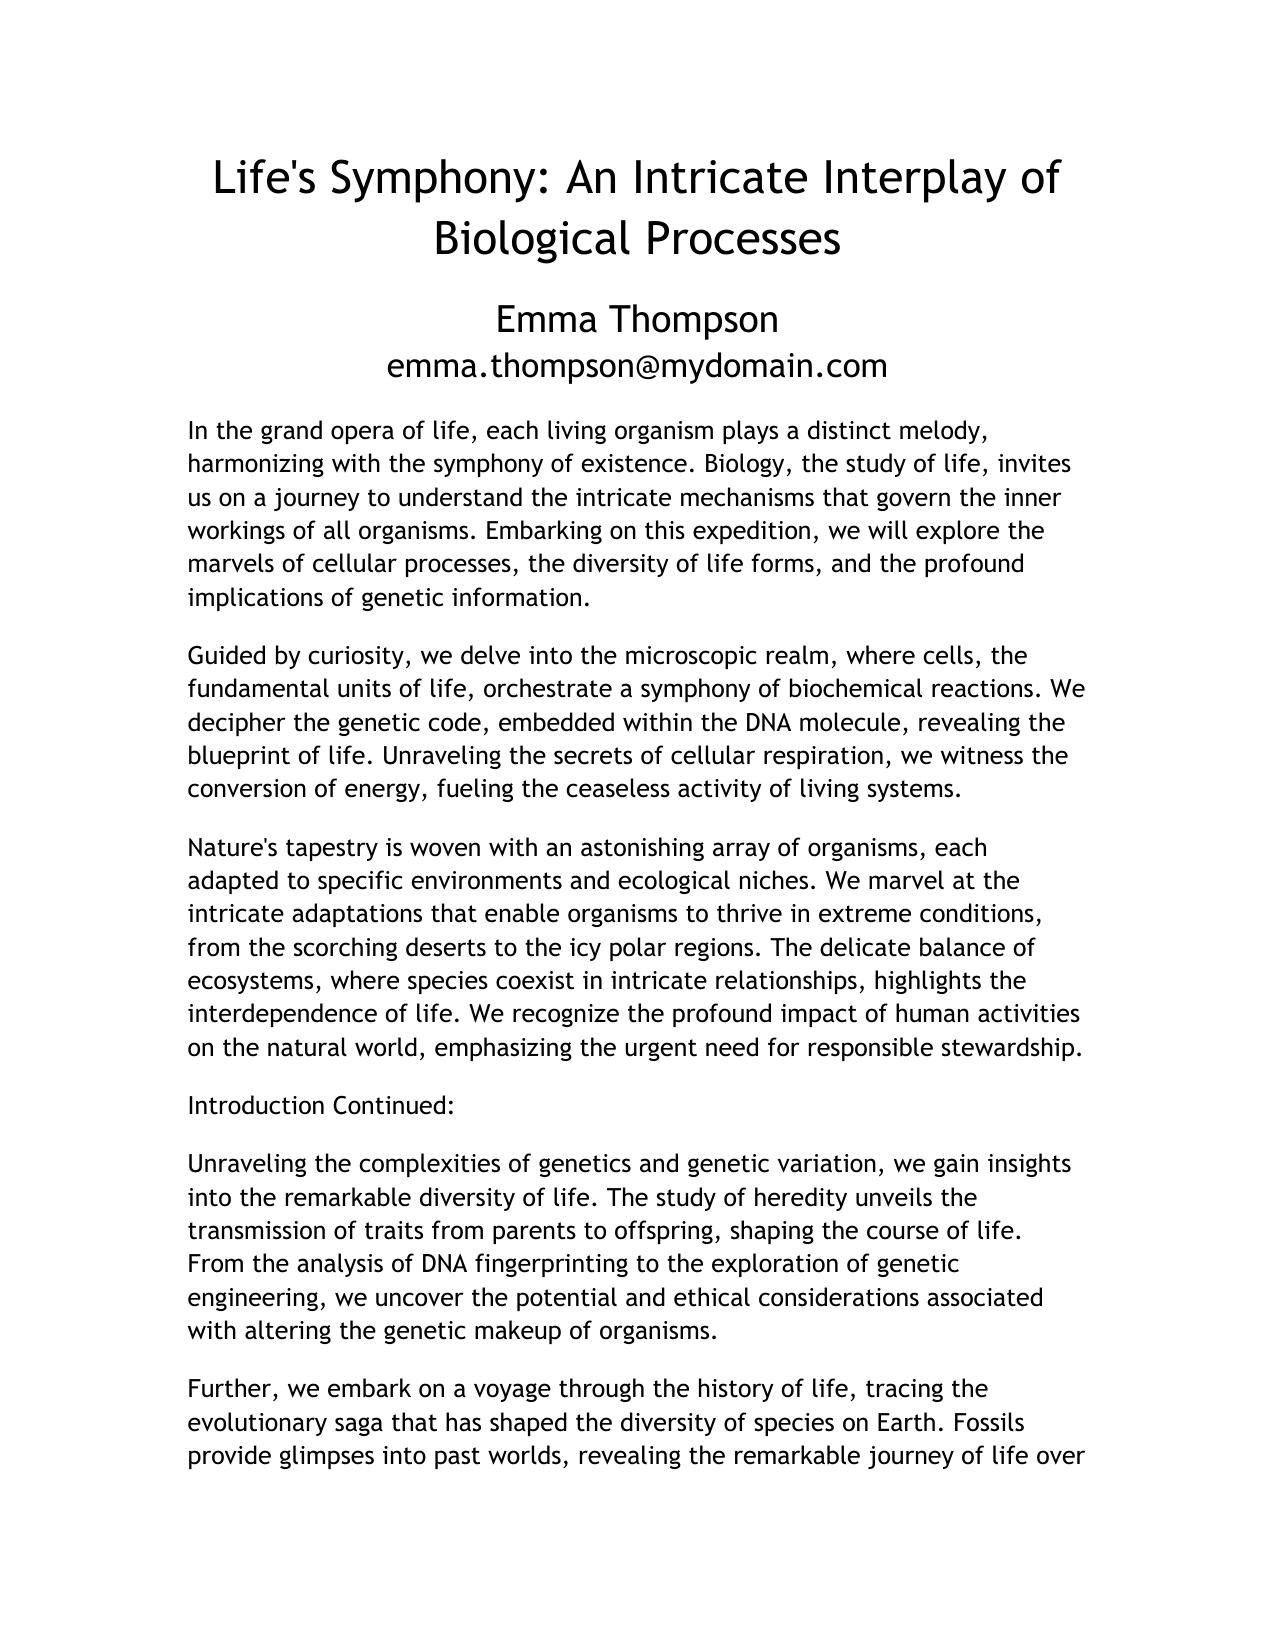 Life's Symphony: An Intricate Interplay of
Biological Processes
Emma Thompson
emma.thompson@mydomain.com
In the grand opera of life, each living organism plays a distinct melody,
harmonizing with the symphony of existence. Biology, the study of life, invites
us on a journey to understand the intricate mechanisms that govern the inner
workings of all organisms. Embarking on this expedition, we will explore the
marvels of cellular processes, the diversity of life forms, and the profound
implications of genetic information.
Guided by curiosity, we delve into the microscopic realm, where cells, the
fundamental units of life, orchestrate a symphony of biochemical reactions. We
decipher the genetic code, embedded within the DNA molecule, revealing the
blueprint of life. Unraveling the secrets of cellular respiration, we witness the
conversion of energy, fueling the ceaseless activity of living systems.
Nature's tapestry is woven with an astonishing array of organisms, each
adapted to specific environments and ecological niches. We marvel at the
intricate adaptations that enable organisms to thrive in extreme conditions,
from the scorching deserts to the icy polar regions. The delicate balance of
ecosystems, where species coexist in intricate relationships, highlights the
interdependence of life. We recognize the profound impact of human activities
on the natural world, emphasizing the urgent need for responsible stewardship.
Introduction Continued:
Unraveling the complexities of genetics and genetic variation, we gain insights
into the remarkable diversity of life. The study of heredity unveils the
transmission of traits from parents to offspring, shaping the course of life.
From the analysis of DNA fingerprinting to the exploration of genetic
engineering, we uncover the potential and ethical considerations associated
with altering the genetic makeup of organisms.
Further, we embark on a voyage through the history of life, tracing the
evolutionary saga that has shaped the diversity of species on Earth. Fossils
provide glimpses into past worlds, revealing the remarkable journey of life over